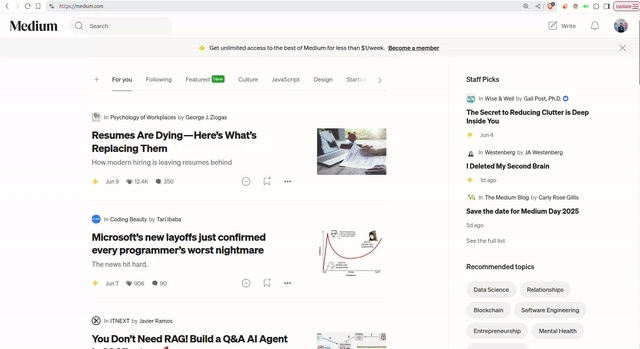 https://medium.com
Update
Medium
Search
Write
Get unlimited access to the best of Medium for less than $1/week. Become a member
For you
Following
Featured
New
Culture
JavaScript
Design
In Psychology of Workplaces by George J. Ziogas
Resumes Are Dying — Here's What's
Replacing Them
How modern hiring is leaving resumes behind
Jun 9
12.4K
350
In Coding Beauty by Tari Ibaba
Microsoft's new layoffs just confirmed
every programmer's worst nightmare
The news hit hard.
Jun 7
908
90
In ITNEXT by Javier Ramos
You Don't Need RAG! Build a Q&A AI Agent
Staff Picks
In Wise & Well by Gail Post, Ph.D.
The Secret to Reducing Clutter is Deep
Inside You
Jun 4
In Westenberg by JA Westenberg
I Deleted My Second Brain
1d ago
In The Medium Blog by Carly Rose Gillis
Save the date for Medium Day 2025
5d ago
See the full list
Recommended topics
Data Science
Relationships
Blockchain
Software Engineering
Entrepreneurship
Mental Health